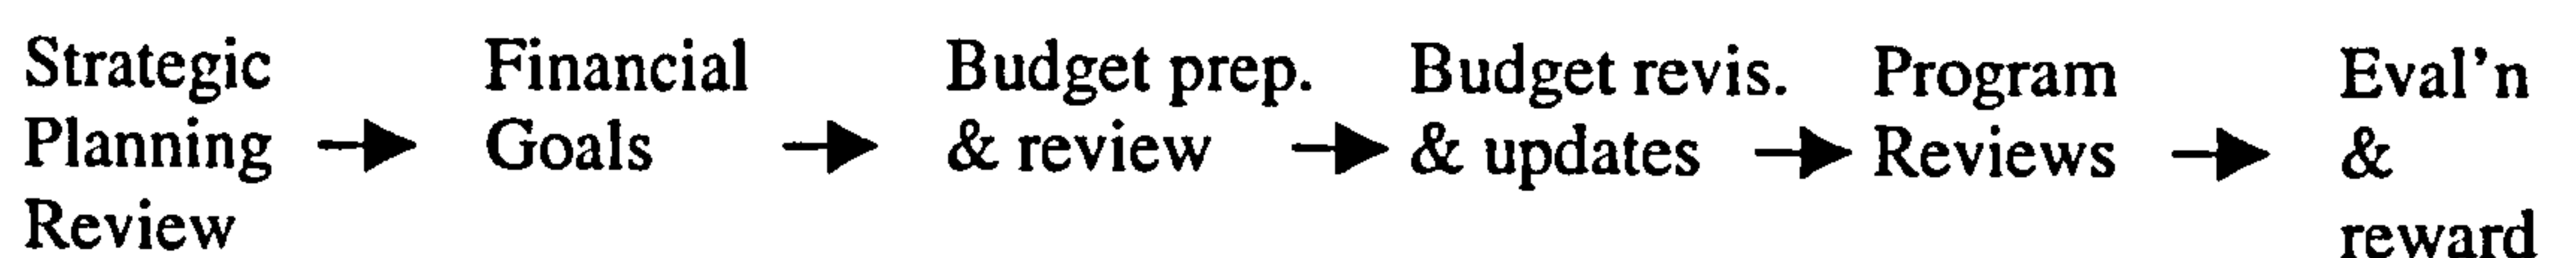 Strategic
Planning
Review
Financial
Goals
Budget prep.
& review
Budget revis.
& updates
Program
Reviews
Eval'n
&
reward